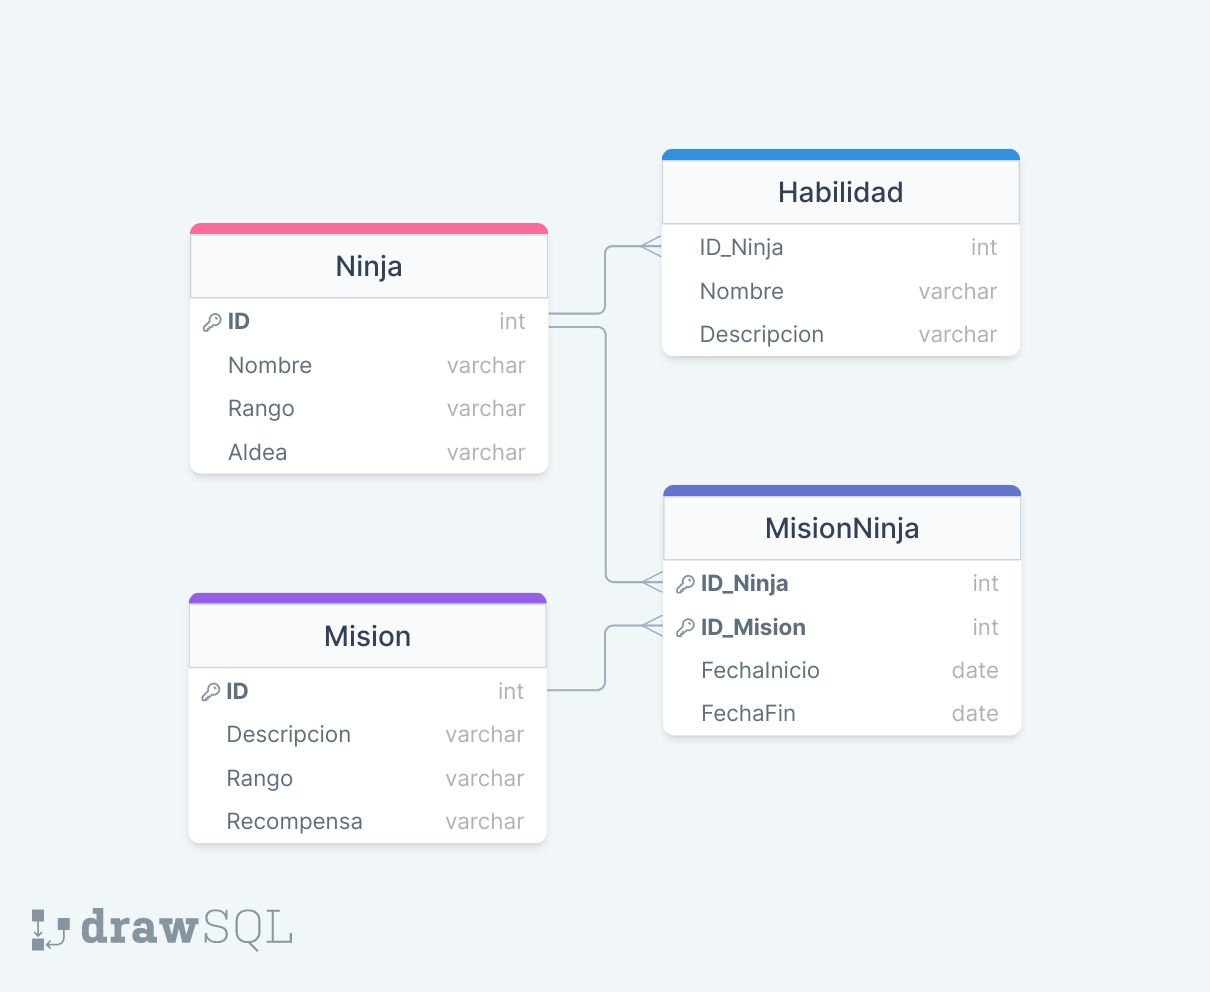 Ninja
ID int
Nombre varchar
Rango varchar
Aldea varchar
Habilidad
ID_Ninja int
Nombre varchar
Descripcion varchar
Mision
ID int
Descripcion varchar
Rango varchar
Recompensa varchar
MisionNinja
ID_Ninja int
ID_Mision int
FechaInicio date
FechaFin date
drawSQL